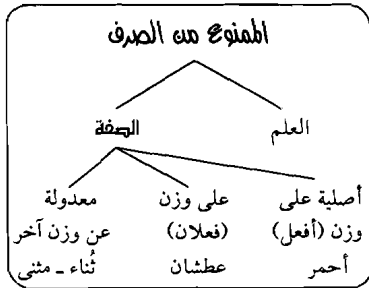 الممنوع من الصرف
العلم الصفة
أصلية على على وزن معدولة
وزن (أفعل) (فعلان) عن وزن آخر
أحمر عطشان ثُناء ـ مثنى